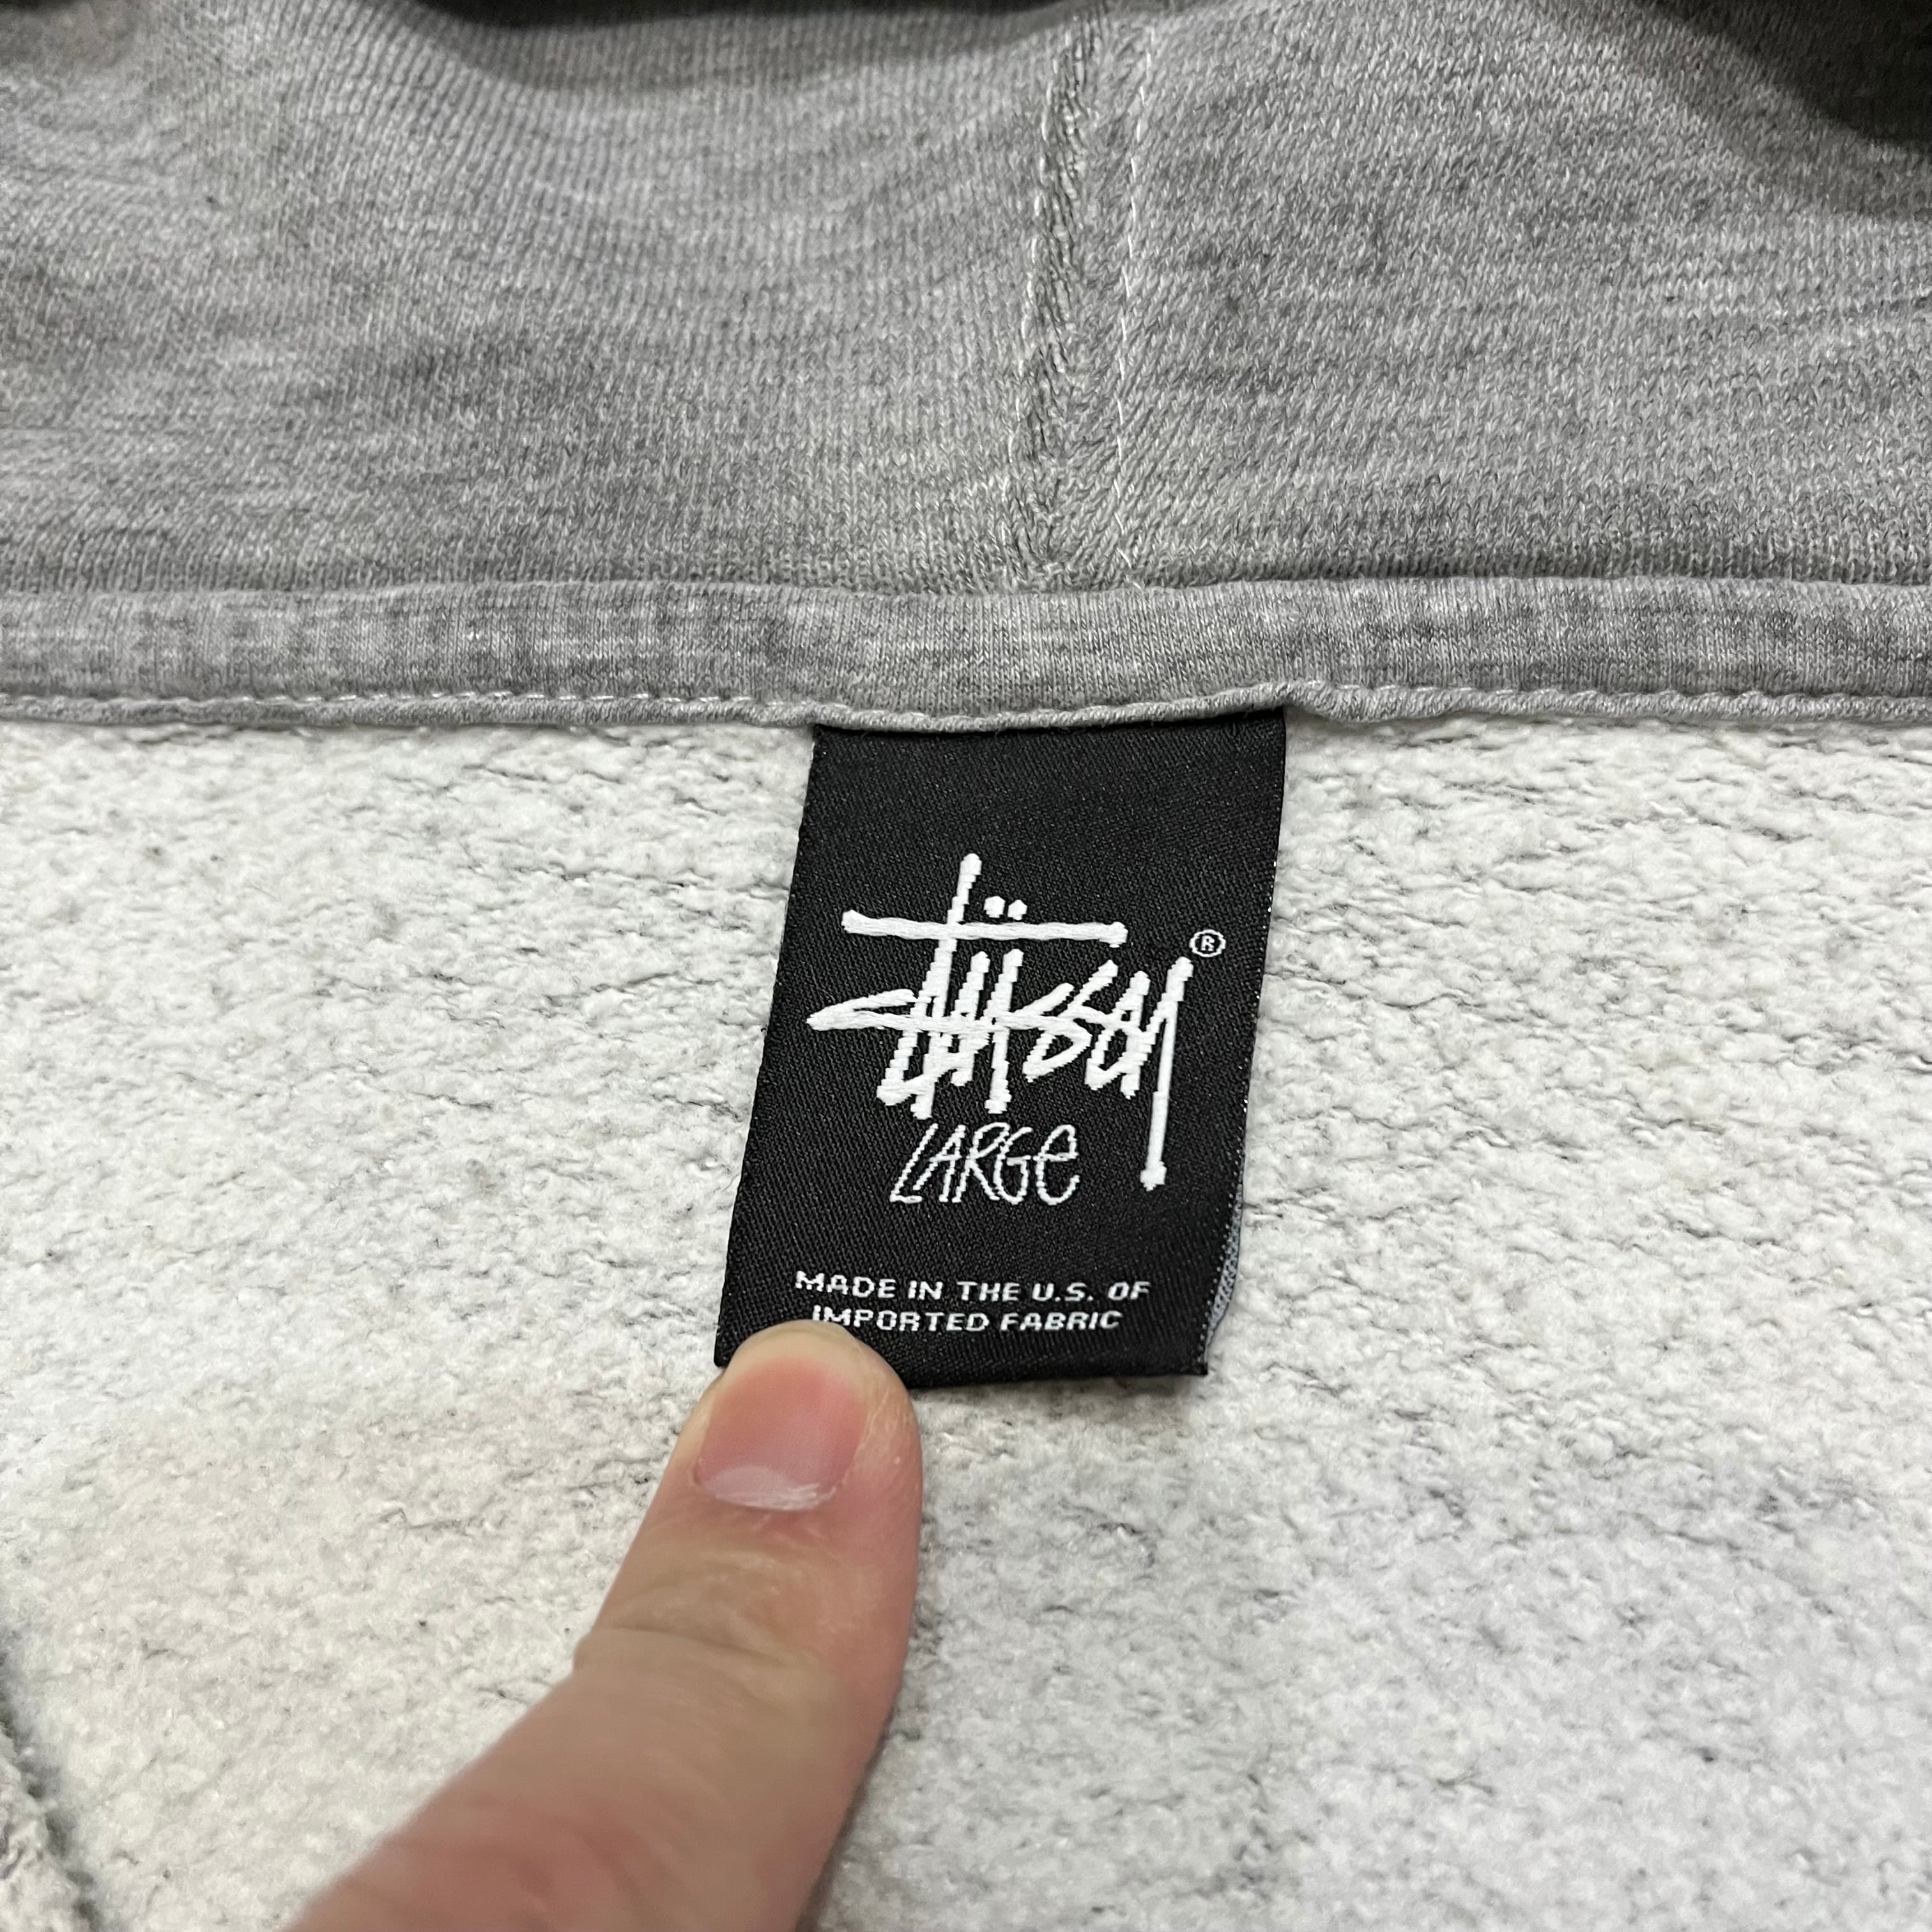 Stüssy ®
LARGe
MADE IN THE U.S. OF
IMPORTED FABRIC